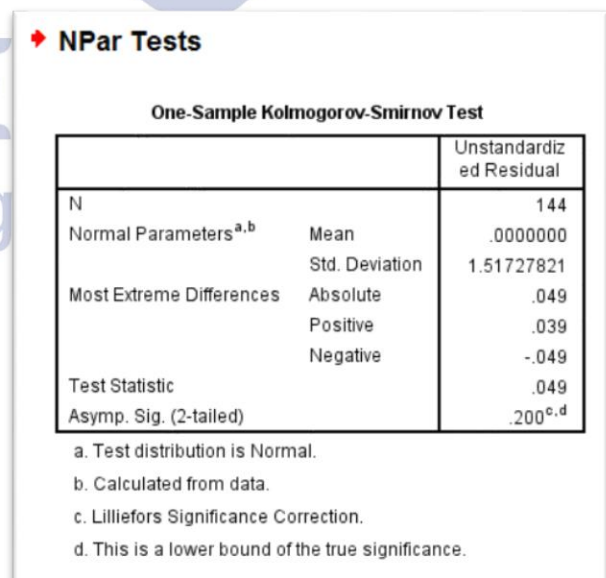 NPar Tests
One-Sample Kolmogorov-Smirnov Test
Unstandardiz
ed Residual
N 144
Normal Parametersa,b Mean .0000000
Std. Deviation 1.51727821
Most Extreme Differences Absolute .049
Positive .039
Negative -.049
Test Statistic .049
Asymp. Sig. (2-tailed) .200c,d
a. Test distribution is Normal.
b. Calculated from data.
c. Lilliefors Significance Correction.
d. This is a lower bound of the true significance.